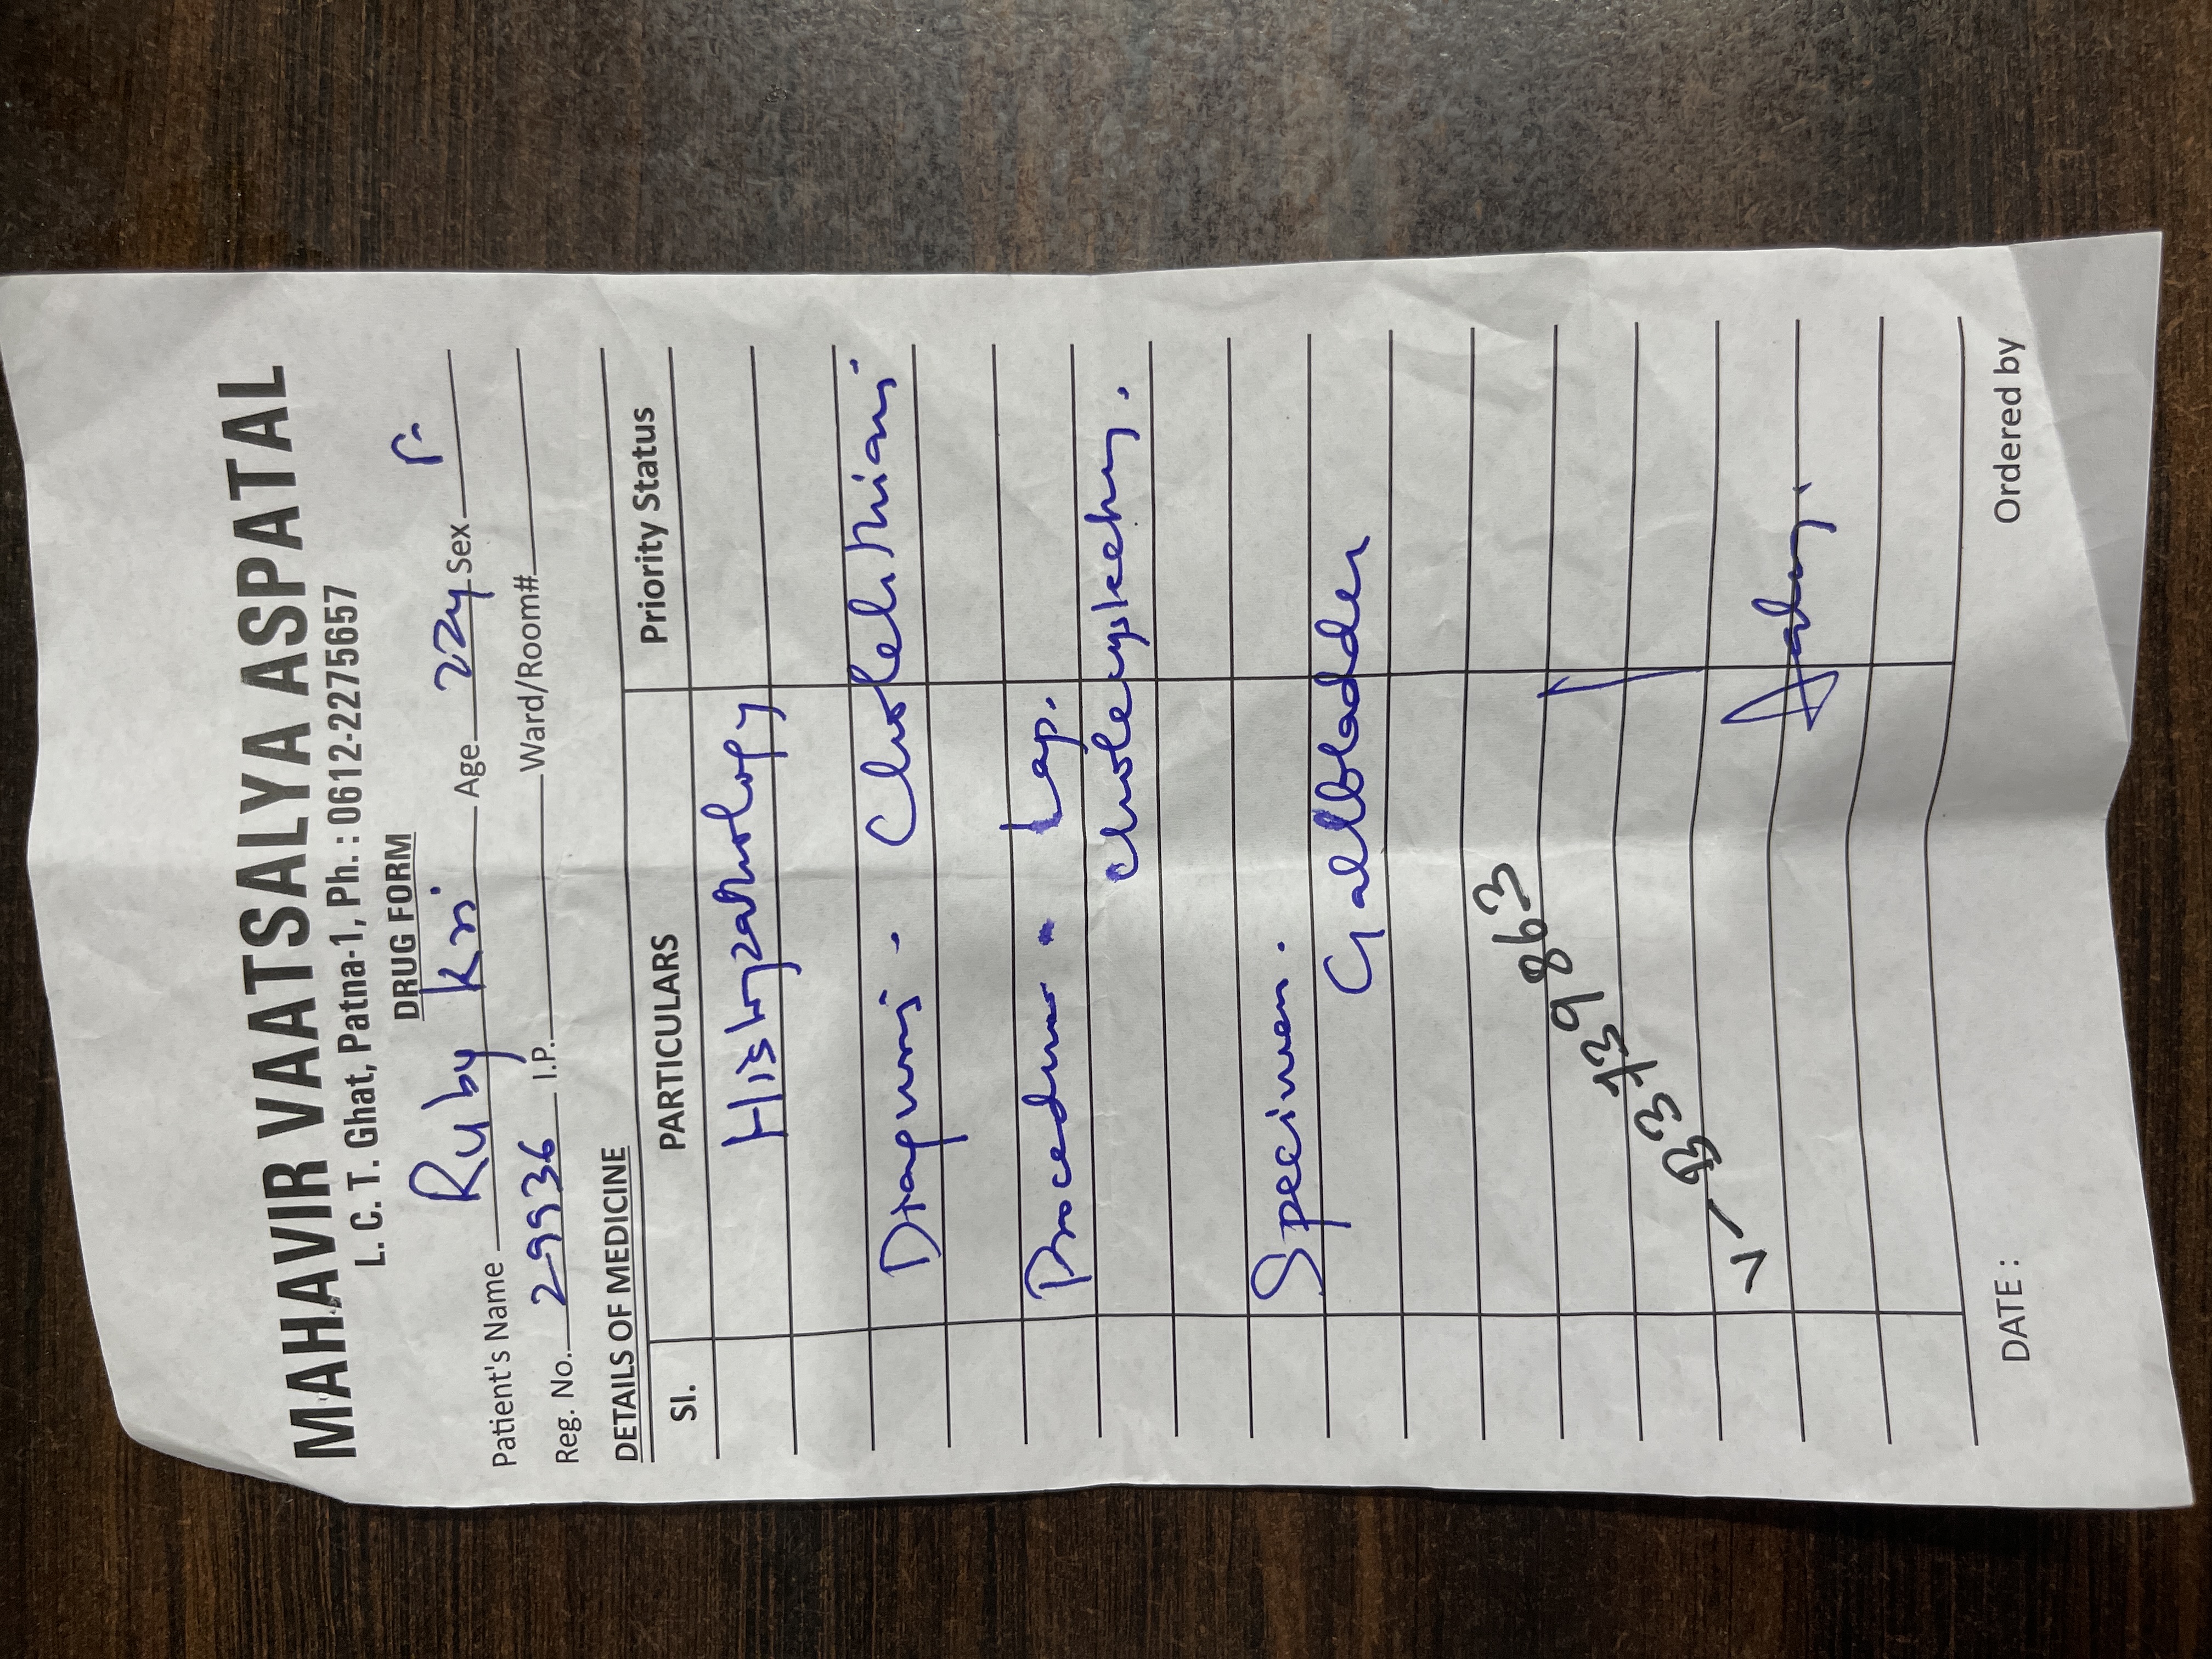 MAHAVIR VAATSALYA ASPATAL
L. C. T. Ghat, Patna-1, Ph. : 0612-2275657
DRUG FORM
Patient's Name Ruby Kri Age 22y Sex F
Reg. No. 29936 I.P. Ward/Room#
DETAILS OF MEDICINE
Sl. PARTICULARS Priority Status
Histopathology
Diagnosis - Cholelithiasis
Procedure - Lap.
cholecystectomy.
Specimen.
Gallbladder
DATE : Ordered by